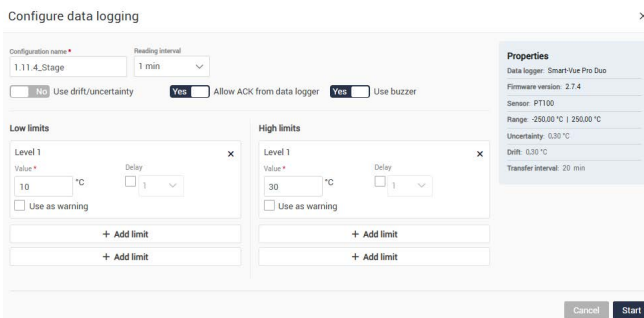 Configure data logging
Configuration name *
Reading interval
1.11.4_Stage
1 min
No Use drift/uncertainty
Yes Allow ACK from data logger
Yes Use buzzer
Low limits
Level 1
Value *
Delay
10 °C
1
Use as warning
+ Add limit
+ Add limit
High limits
Level 1
Value *
Delay
30 °C
1
Use as warning
+ Add limit
+ Add limit
Properties
Data logger: Smart-Vue Pro Duo
Firmware version: 2.7.4
Sensor: PT100
Range: -250,00 °C | 250,00 °C
Uncertainty: 0,30 °C
Drift: 0,30 °C
Transfer interval: 20 min
Cancel
Start